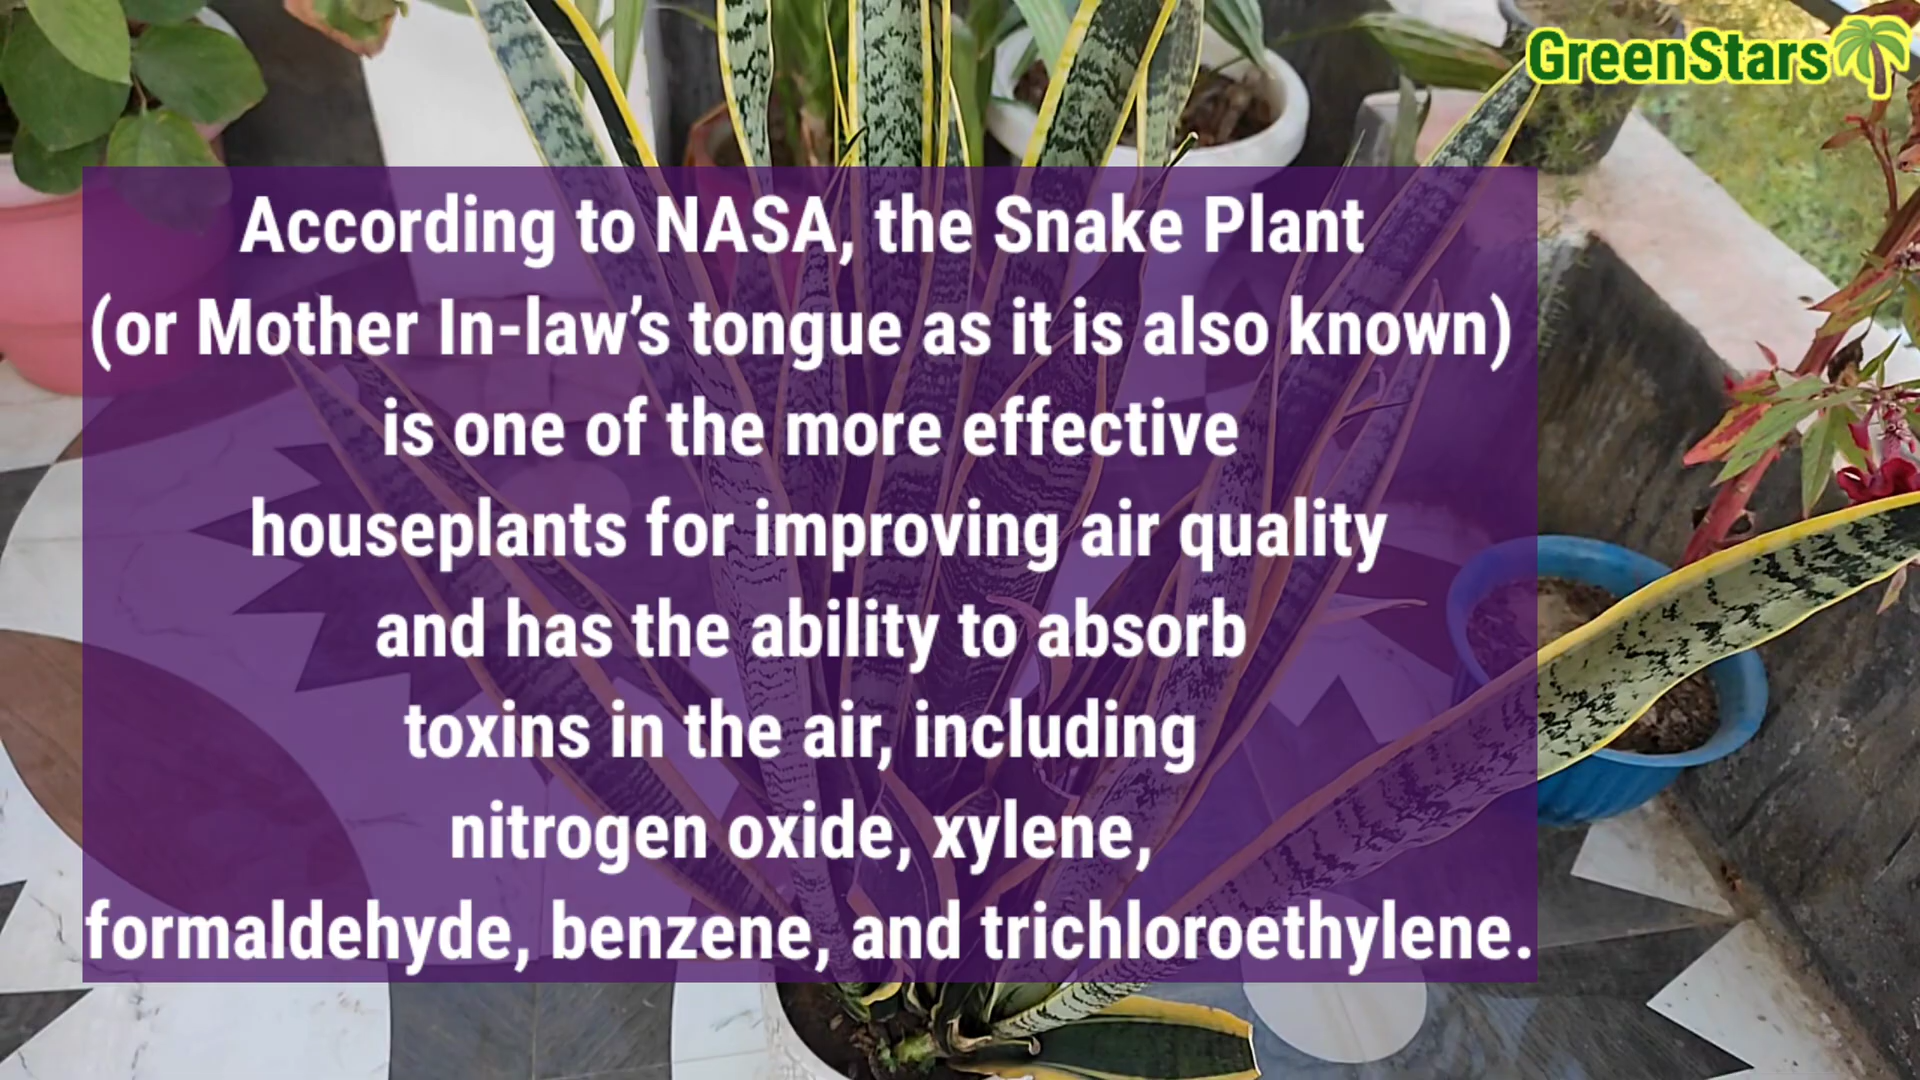 GreenStars
According to NASA, the Snake Plant
(or Mother In-law’s tongue as it is also known)
is one of the more effective
houseplants for improving air quality
and has the ability to absorb
toxins in the air, including
nitrogen oxide, xylene,
formaldehyde, benzene, and trichloroethylene.